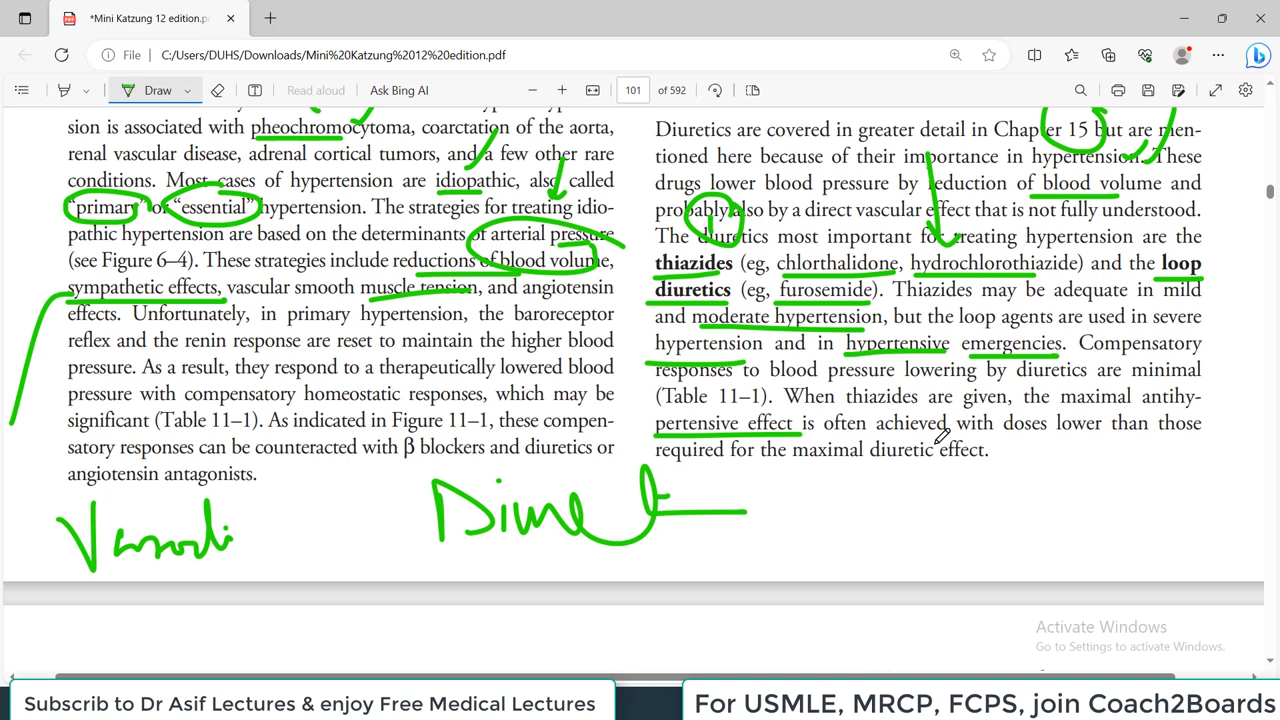 *Mini Katzung 12 edition.p
File
C:/Users/DUHS/Downloads/Mini%20Katzung%2012%20edition.pdf
Draw
Read aloud
Ask Bing AI
101
of 592
sion is associated with pheochromocytoma, coarctation of the aorta,
renal vascular disease, adrenal cortical tumors, and a few other rare
conditions. Most cases of hypertension are idiopathic, also called
“primary” or “essential” hypertension. The strategies for treating idio-
pathic hypertension are based on the determinants of arterial pressure
(see Figure 6–4). These strategies include reductions of blood volume,
sympathetic effects, vascular smooth muscle tension, and angiotensin
effects. Unfortunately, in primary hypertension, the baroreceptor
reflex and the renin response are reset to maintain the higher blood
pressure. As a result, they respond to a therapeutically lowered blood
pressure with compensatory homeostatic responses, which may be
significant (Table 11–1). As indicated in Figure 11–1, these compen-
satory responses can be counteracted with β blockers and diuretics or
angiotensin antagonists.
Diuretics are covered in greater detail in Chapter 15 but are men-
tioned here because of their importance in hypertension. These
drugs lower blood pressure by reduction of blood volume and
probably also by a direct vascular effect that is not fully understood.
The diuretics most important for treating hypertension are the
thiazides (eg, chlorthalidone, hydrochlorothiazide) and the loop
diuretics (eg, furosemide). Thiazides may be adequate in mild
and moderate hypertension, but the loop agents are used in severe
hypertension and in hypertensive emergencies. Compensatory
responses to blood pressure lowering by diuretics are minimal
(Table 11–1). When thiazides are given, the maximal antihy-
pertensive effect is often achieved with doses lower than those
required for the maximal diuretic effect.
Activate Windows
Go to Settings to activate Windows.
Subscrib to Dr Asif Lectures & enjoy Free Medical Lectures
For USMLE, MRCP, FCPS, join Coach2Boards